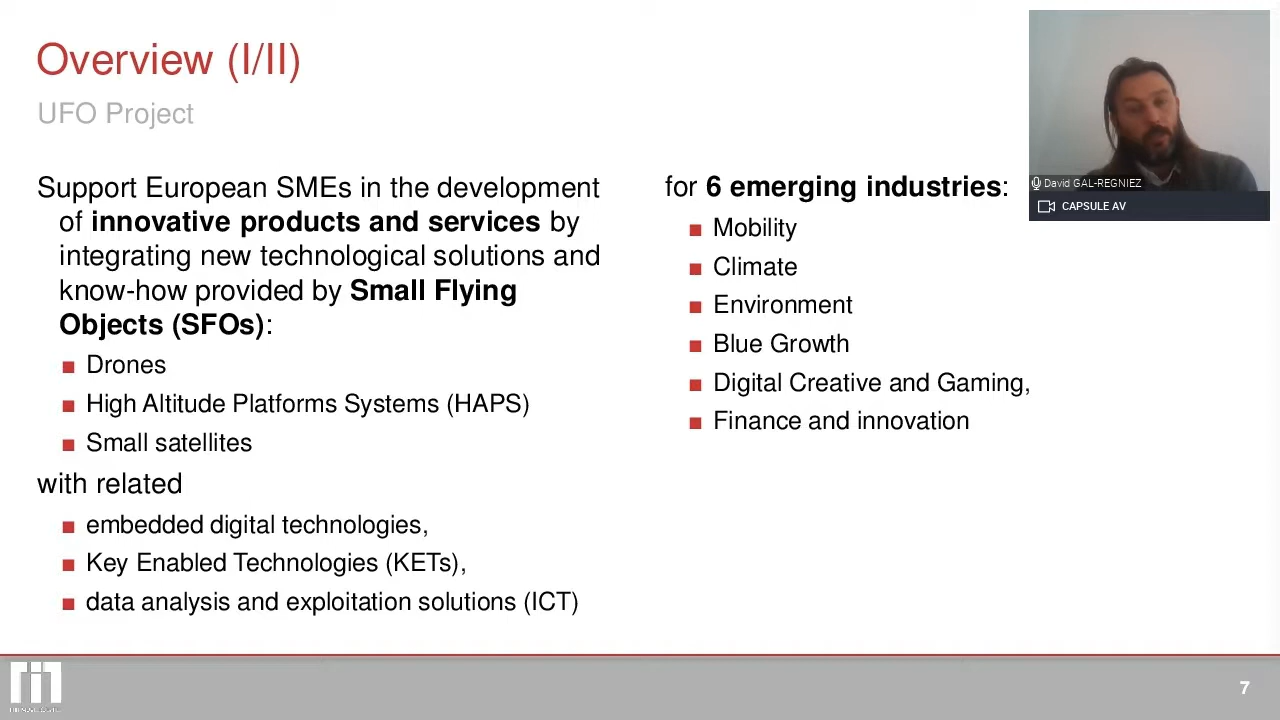 Overview (I/II)
UFO Project
Support European SMEs in the development
of innovative products and services by
integrating new technological solutions and
know-how provided by Small Flying
Objects (SFOs):
Drones
High Altitude Platforms Systems (HAPS)
Small satellites
with related
embedded digital technologies,
Key Enabled Technologies (KETs),
data analysis and exploitation solutions (ICT)
for 6 emerging industries:
Mobility
Climate
Environment
Blue Growth
Digital Creative and Gaming,
Finance and innovation
David GAL-REGNIEZ
CAPSULE AV
7